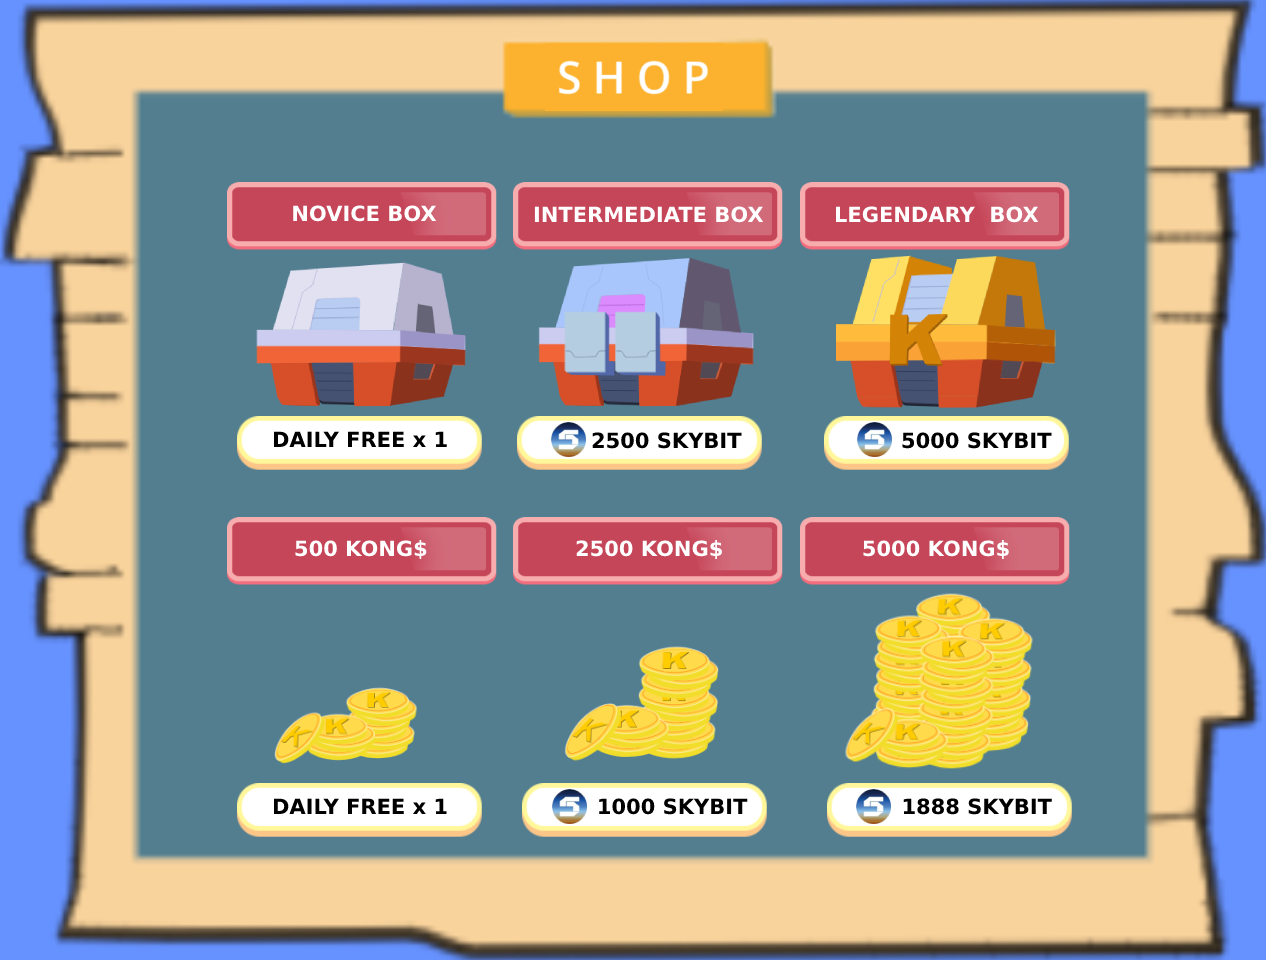 SHOP
NOVICE BOX
INTERMEDIATE BOX
LEGENDARY BOX
K
DAILY FREE x 1
S 2500 SKYBIT
S 5000 SKYBIT
500 KONG$
2500 KONG$
5000 KONG$
K K K
K K K
K K K K K K
DAILY FREE x 1
S 1000 SKYBIT
S 1888 SKYBIT